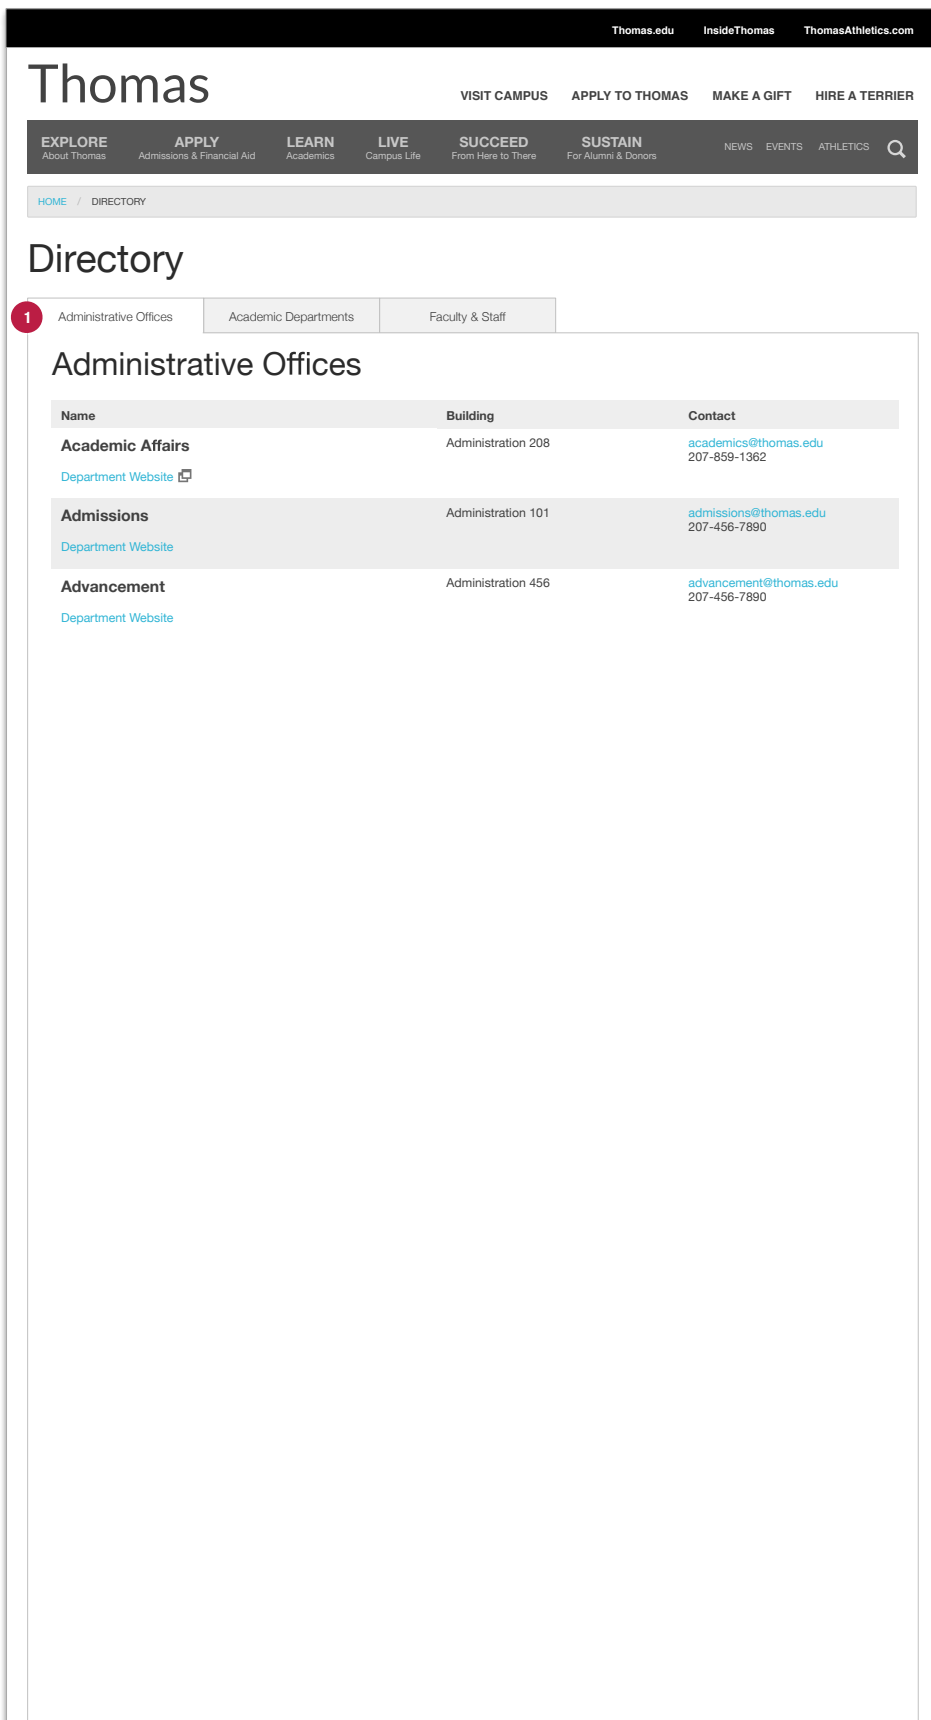 Thomas.edu InsideThomas ThomasAthletics.com
Thomas
VISIT CAMPUS APPLY TO THOMAS MAKE A GIFT HIRE A TERRIER
EXPLORE APPLY LEARN LIVE SUCCEED SUSTAIN
About Thomas Admissions & Financial Aid Academics Campus Life From Here to There For Alumni & Donors
NEWS EVENTS ATHLETICS
HOME / DIRECTORY
Directory
1 Administrative Offices Academic Departments Faculty & Staff
Administrative Offices
Name Building Contact
Academic Affairs Administration 208 academics@thomas.edu
207-859-1362
Department Website
Admissions Administration 101 admissions@thomas.edu
207-456-7890
Department Website
Advancement Administration 456 advancement@thomas.edu
207-456-7890
Department Website